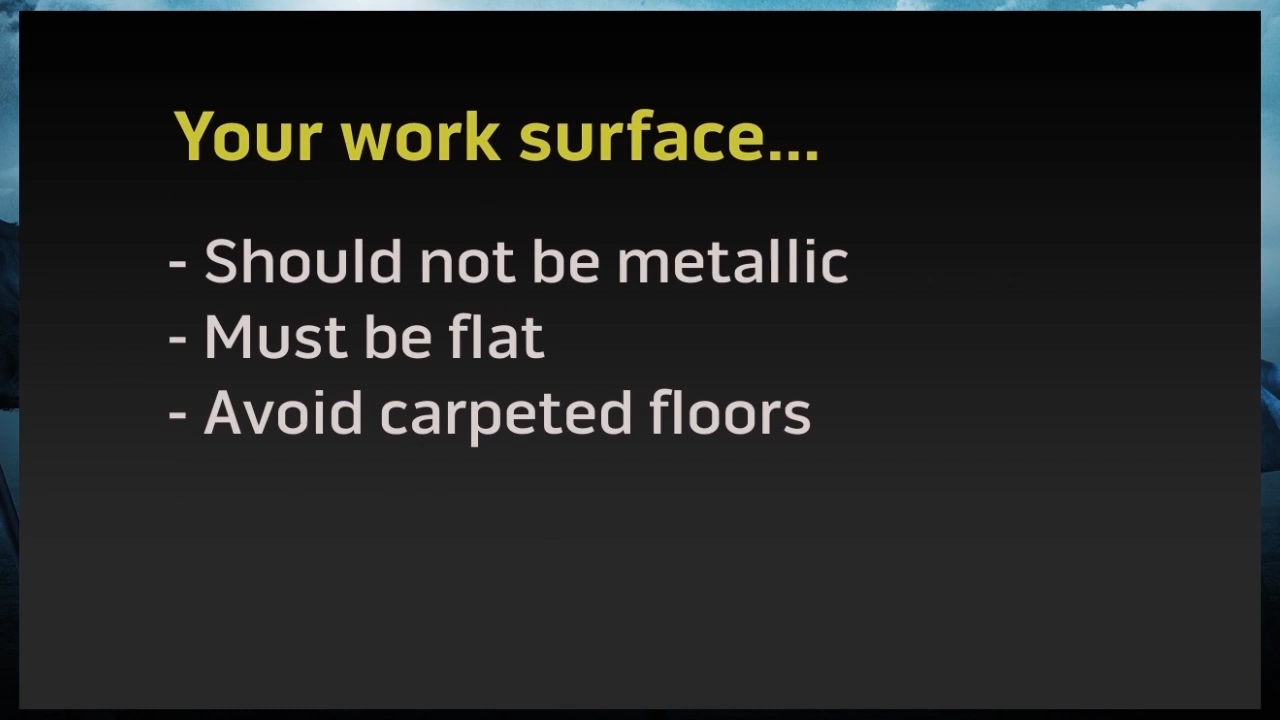 Your work surface...
- Should not be metallic
- Must be flat
- Avoid carpeted floors